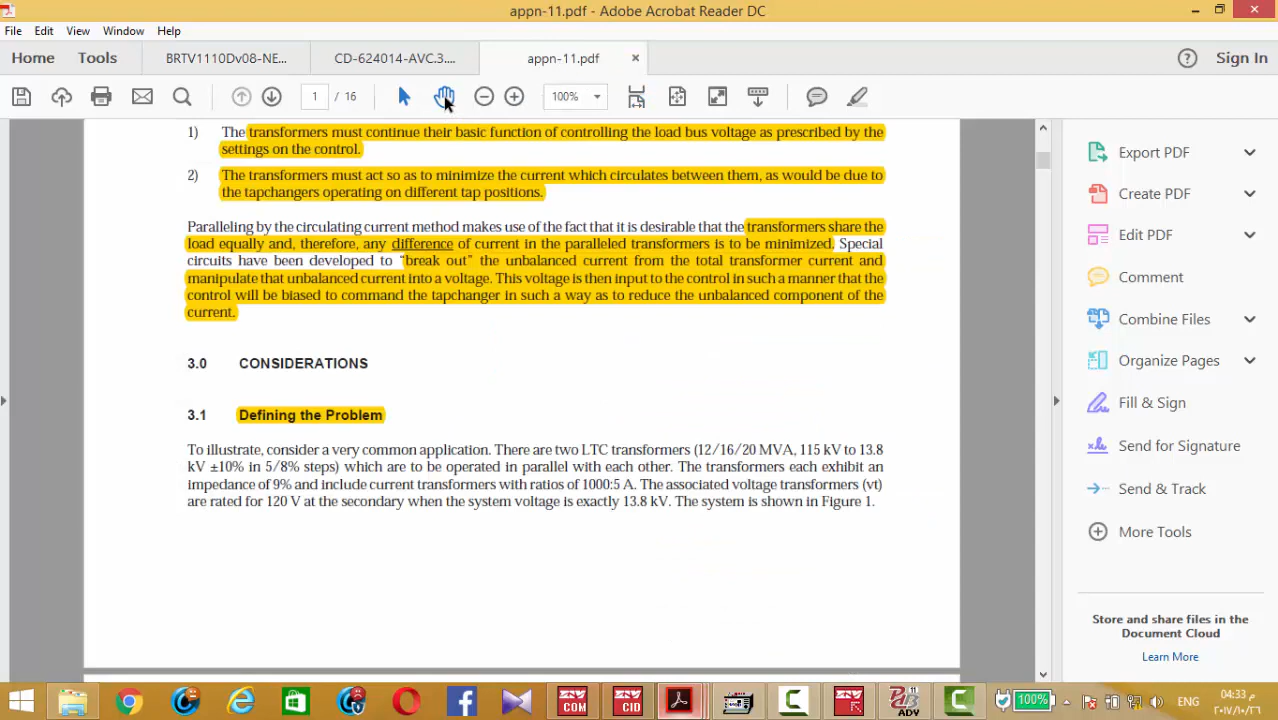 appn-11.pdf - Adobe Acrobat Reader DC
File Edit View Window Help
Home Tools BRTV1110Dv08-NE... CD-624014-AVC.3.... appn-11.pdf × Sign In
1 / 16 100%
1) The transformers must continue their basic function of controlling the load bus voltage as prescribed by the
settings on the control.
2) The transformers must act so as to minimize the current which circulates between them, as would be due to
the tapchangers operating on different tap positions.
Paralleling by the circulating current method makes use of the fact that it is desirable that the transformers share the
load equally and, therefore, any difference of current in the paralleled transformers is to be minimized. Special
circuits have been developed to “break out” the unbalanced current from the total transformer current and
manipulate that unbalanced current into a voltage. This voltage is then input to the control in such a manner that the
control will be biased to command the tapchanger in such a way as to reduce the unbalanced component of the
current.
3.0 CONSIDERATIONS
3.1 Defining the Problem
To illustrate, consider a very common application. There are two LTC transformers (12/16/20 MVA, 115 kV to 13.8
kV ±10% in 5/8% steps) which are to be operated in parallel with each other. The transformers each exhibit an
impedance of 9% and include current transformers with ratios of 1000:5 A. The associated voltage transformers (vt)
are rated for 120 V at the secondary when the system voltage is exactly 13.8 kV. The system is shown in Figure 1.
Export PDF
Create PDF
Edit PDF
Comment
Combine Files
Organize Pages
Fill & Sign
Send for Signature
Send & Track
More Tools
Store and share files in the
Document Cloud
Learn More
100% ENG
04:33 م
٢٠١٧/١٠/٢٦